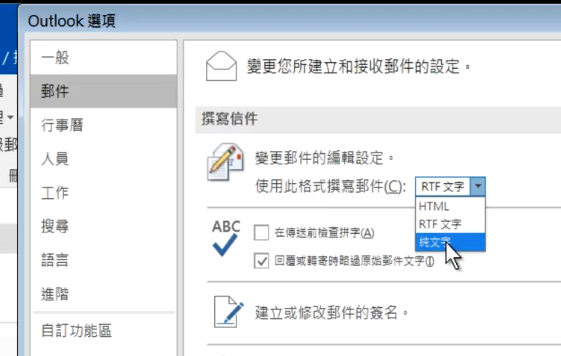 Outlook 選項
一般
郵件
行事曆
人員
工作
搜尋
語言
進階
自訂功能區
變更您所建立和接收郵件的設定。
撰寫信件
變更郵件的編輯設定。
使用此格式撰寫郵件(C): RTF 文字
HTML
RTF 文字
純文字
ABC
在傳送前檢查拼字(A)
回覆或轉寄時略過原始郵件文字(I)
建立或修改郵件的簽名。